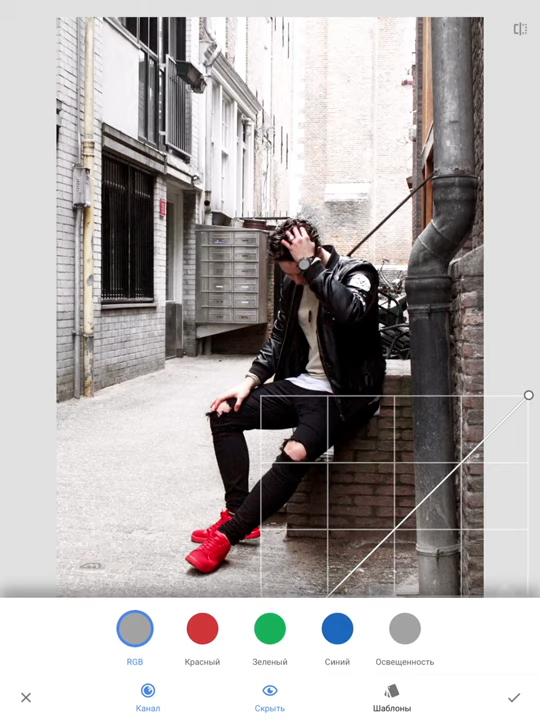 RGB
Красный
Зеленый
Синий
Освещенность
Канал
Скрыть
Шаблоны